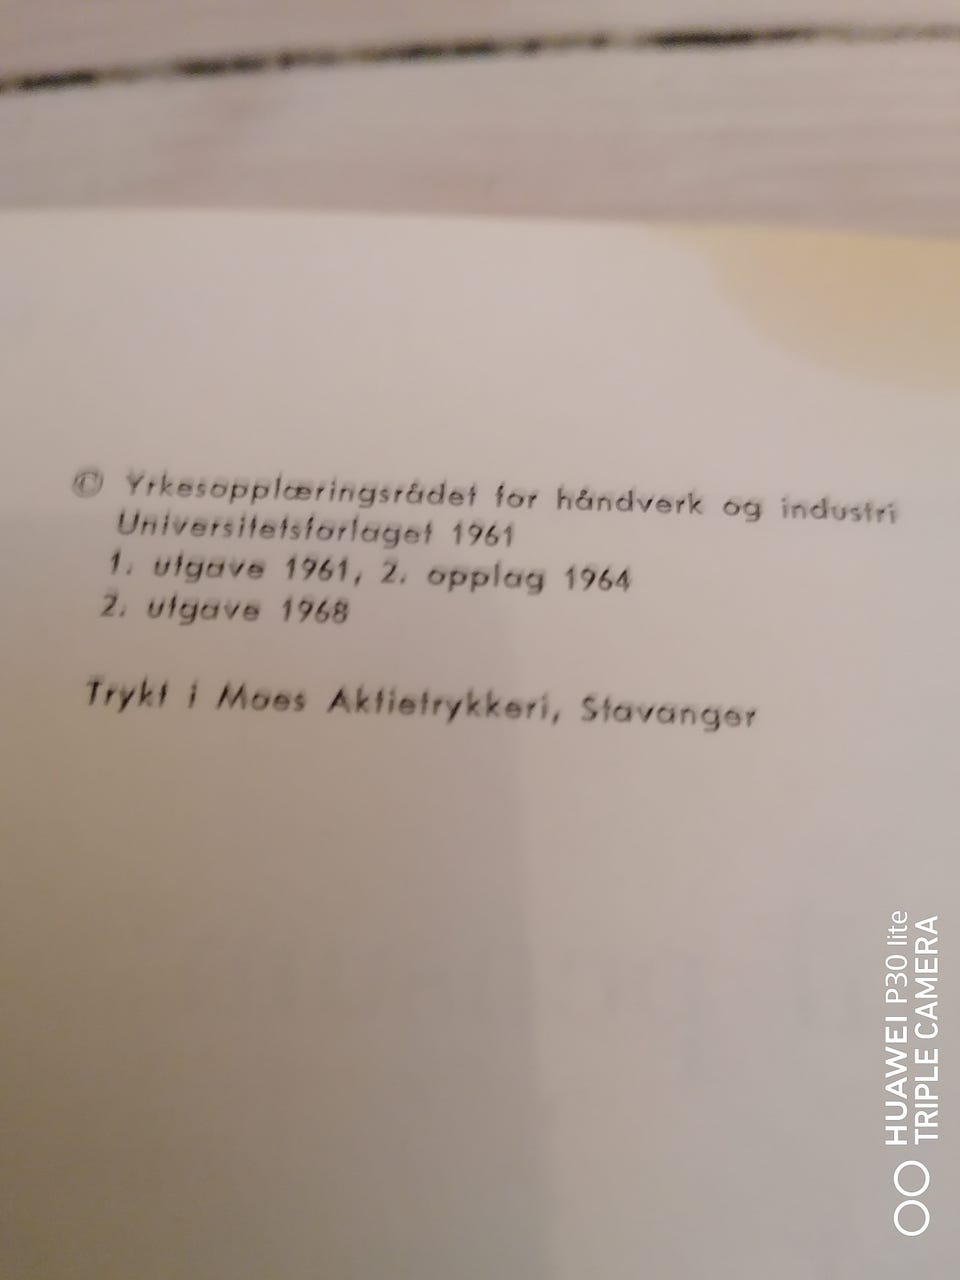 © Yrkesopplæringsrådet for håndverk og industri
Universitetsforlaget 1961
1. utgave 1961, 2. opplag 1964
2. utgave 1968
Trykt i Moes Aktietrykkeri, Stavanger
HUAWEI P30 lite
TRIPLE CAMERA